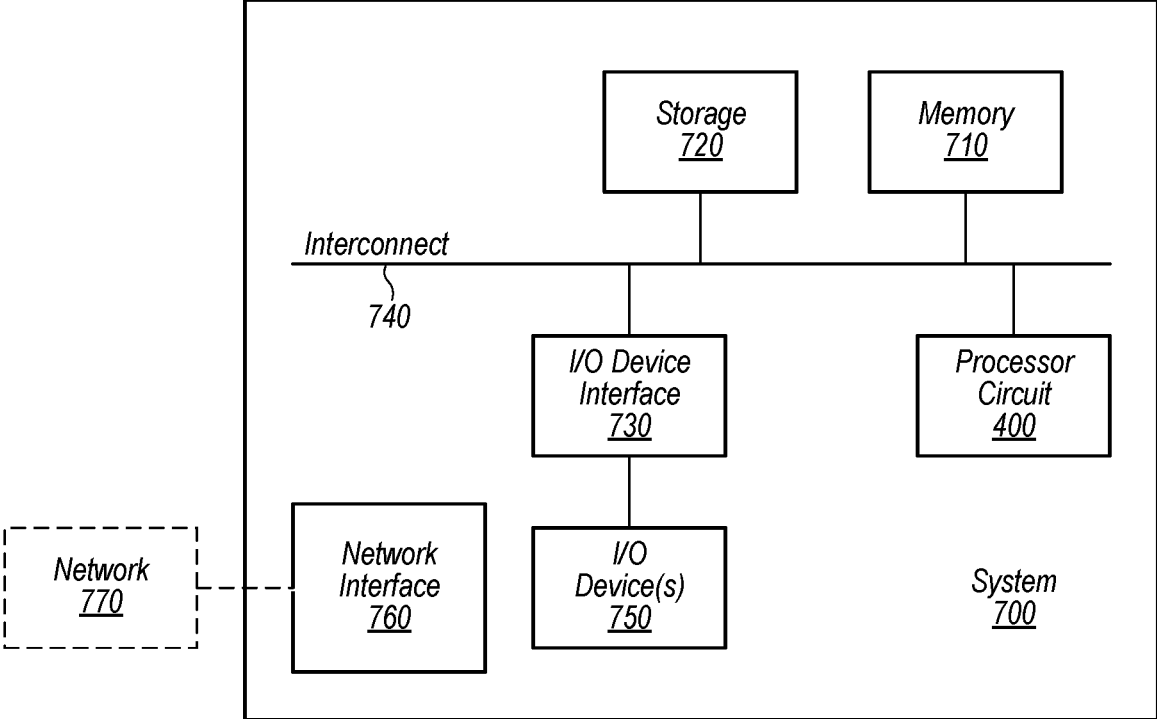 Storage
720
Memory
710
Interconnect
740
I/O Device
Interface
730
Processor
Circuit
400
Network
770
Network
Interface
760
I/O
Device(s)
750
System
700